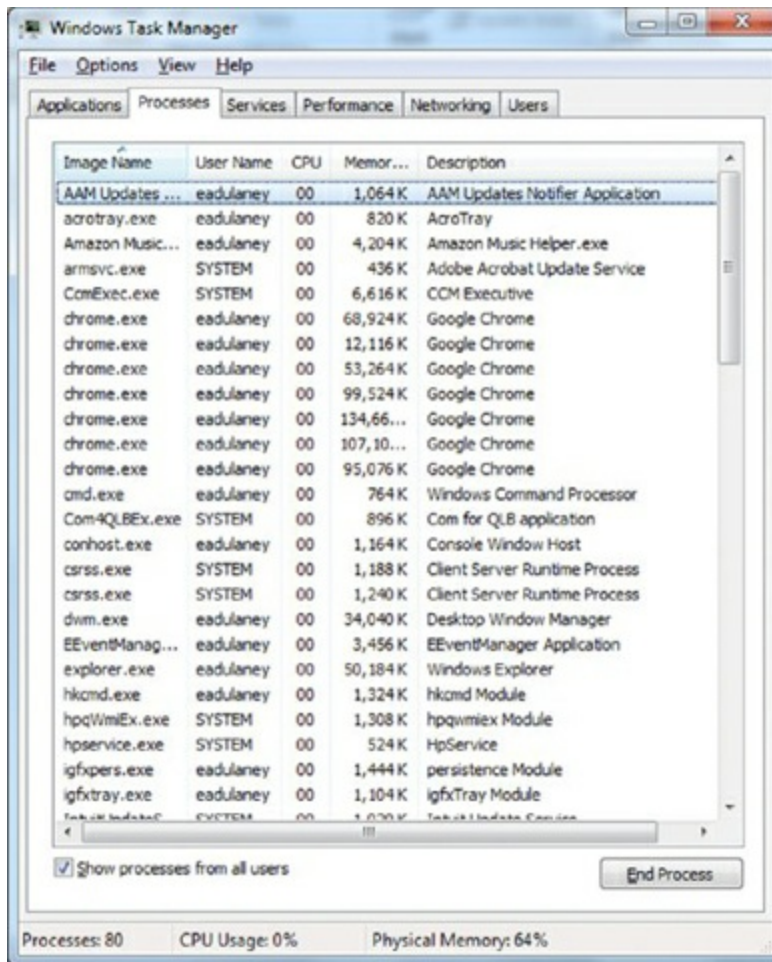 Windows Task Manager
File Options View Help
Applications Processes Services Performance Networking Users
Image Name User Name CPU Memor... Description
AAM Updates ... eadulaney 00 1,064 K AAM Updates Notifier Application
acrotray.exe eadulaney 00 820 K AcroTray
Amazon Music... eadulaney 00 4,204 K Amazon Music Helper.exe
armsvc.exe SYSTEM 00 436 K Adobe Acrobat Update Service
CcmExec.exe SYSTEM 00 6,616 K CCM Executive
chrome.exe eadulaney 00 68,924 K Google Chrome
chrome.exe eadulaney 00 12,116 K Google Chrome
chrome.exe eadulaney 00 53,264 K Google Chrome
chrome.exe eadulaney 00 99,524 K Google Chrome
chrome.exe eadulaney 00 134,66... Google Chrome
chrome.exe eadulaney 00 107,10... Google Chrome
chrome.exe eadulaney 00 95,076 K Google Chrome
cmd.exe eadulaney 00 764 K Windows Command Processor
Com4QLBEx.exe SYSTEM 00 896 K Com for QLB application
conhost.exe eadulaney 00 1,164 K Console Window Host
csrss.exe SYSTEM 00 1,188 K Client Server Runtime Process
csrss.exe SYSTEM 00 1,240 K Client Server Runtime Process
dwm.exe eadulaney 00 34,040 K Desktop Window Manager
EEventManag... eadulaney 00 3,456 K EEventManager Application
explorer.exe eadulaney 00 50,184 K Windows Explorer
hkcmd.exe eadulaney 00 1,324 K hkcmd Module
hpqWmiEx.exe SYSTEM 00 1,308 K hpqwmiex Module
hpservice.exe SYSTEM 00 524 K HpService
igfxpers.exe eadulaney 00 1,444 K persistence Module
igfxtray.exe eadulaney 00 1,104 K igfxTray Module
Show processes from all users End Process
Processes: 80 CPU Usage: 0% Physical Memory: 64%